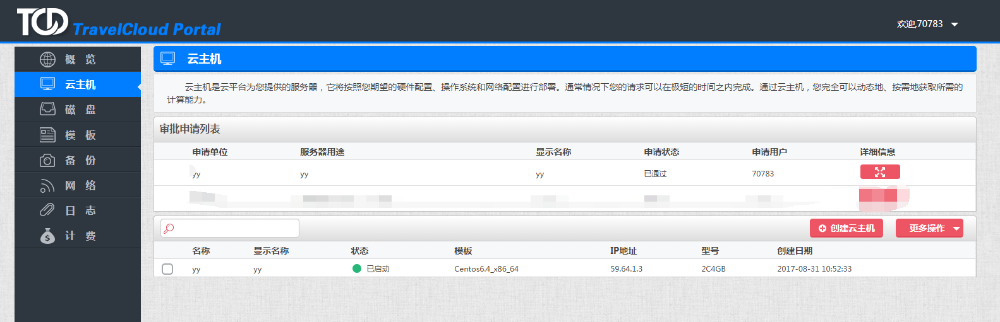 TCD TravelCloud Portal
欢迎,70783
概 览
云主机
磁 盘
模 板
备 份
网 络
日 志
计 费
云主机
云主机是云平台为您提供的服务器，它将按照您期望的硬件配置、操作系统和网络配置进行部署。通常情况下您的请求可以在极短的时间之内完成。通过云主机，您完全可以动态地、按需地获取所需的
计算能力。
审批申请列表
申请单位 服务器用途 显示名称 申请状态 申请用户 详细信息
yy yy yy 已通过 70783
创建云主机 更多操作
名称 显示名称 状态 模板 IP地址 型号 创建日期
yy yy 已启动 Centos6.4_x86_64 59.64.1.3 2C4GB 2017-08-31 10:52:33